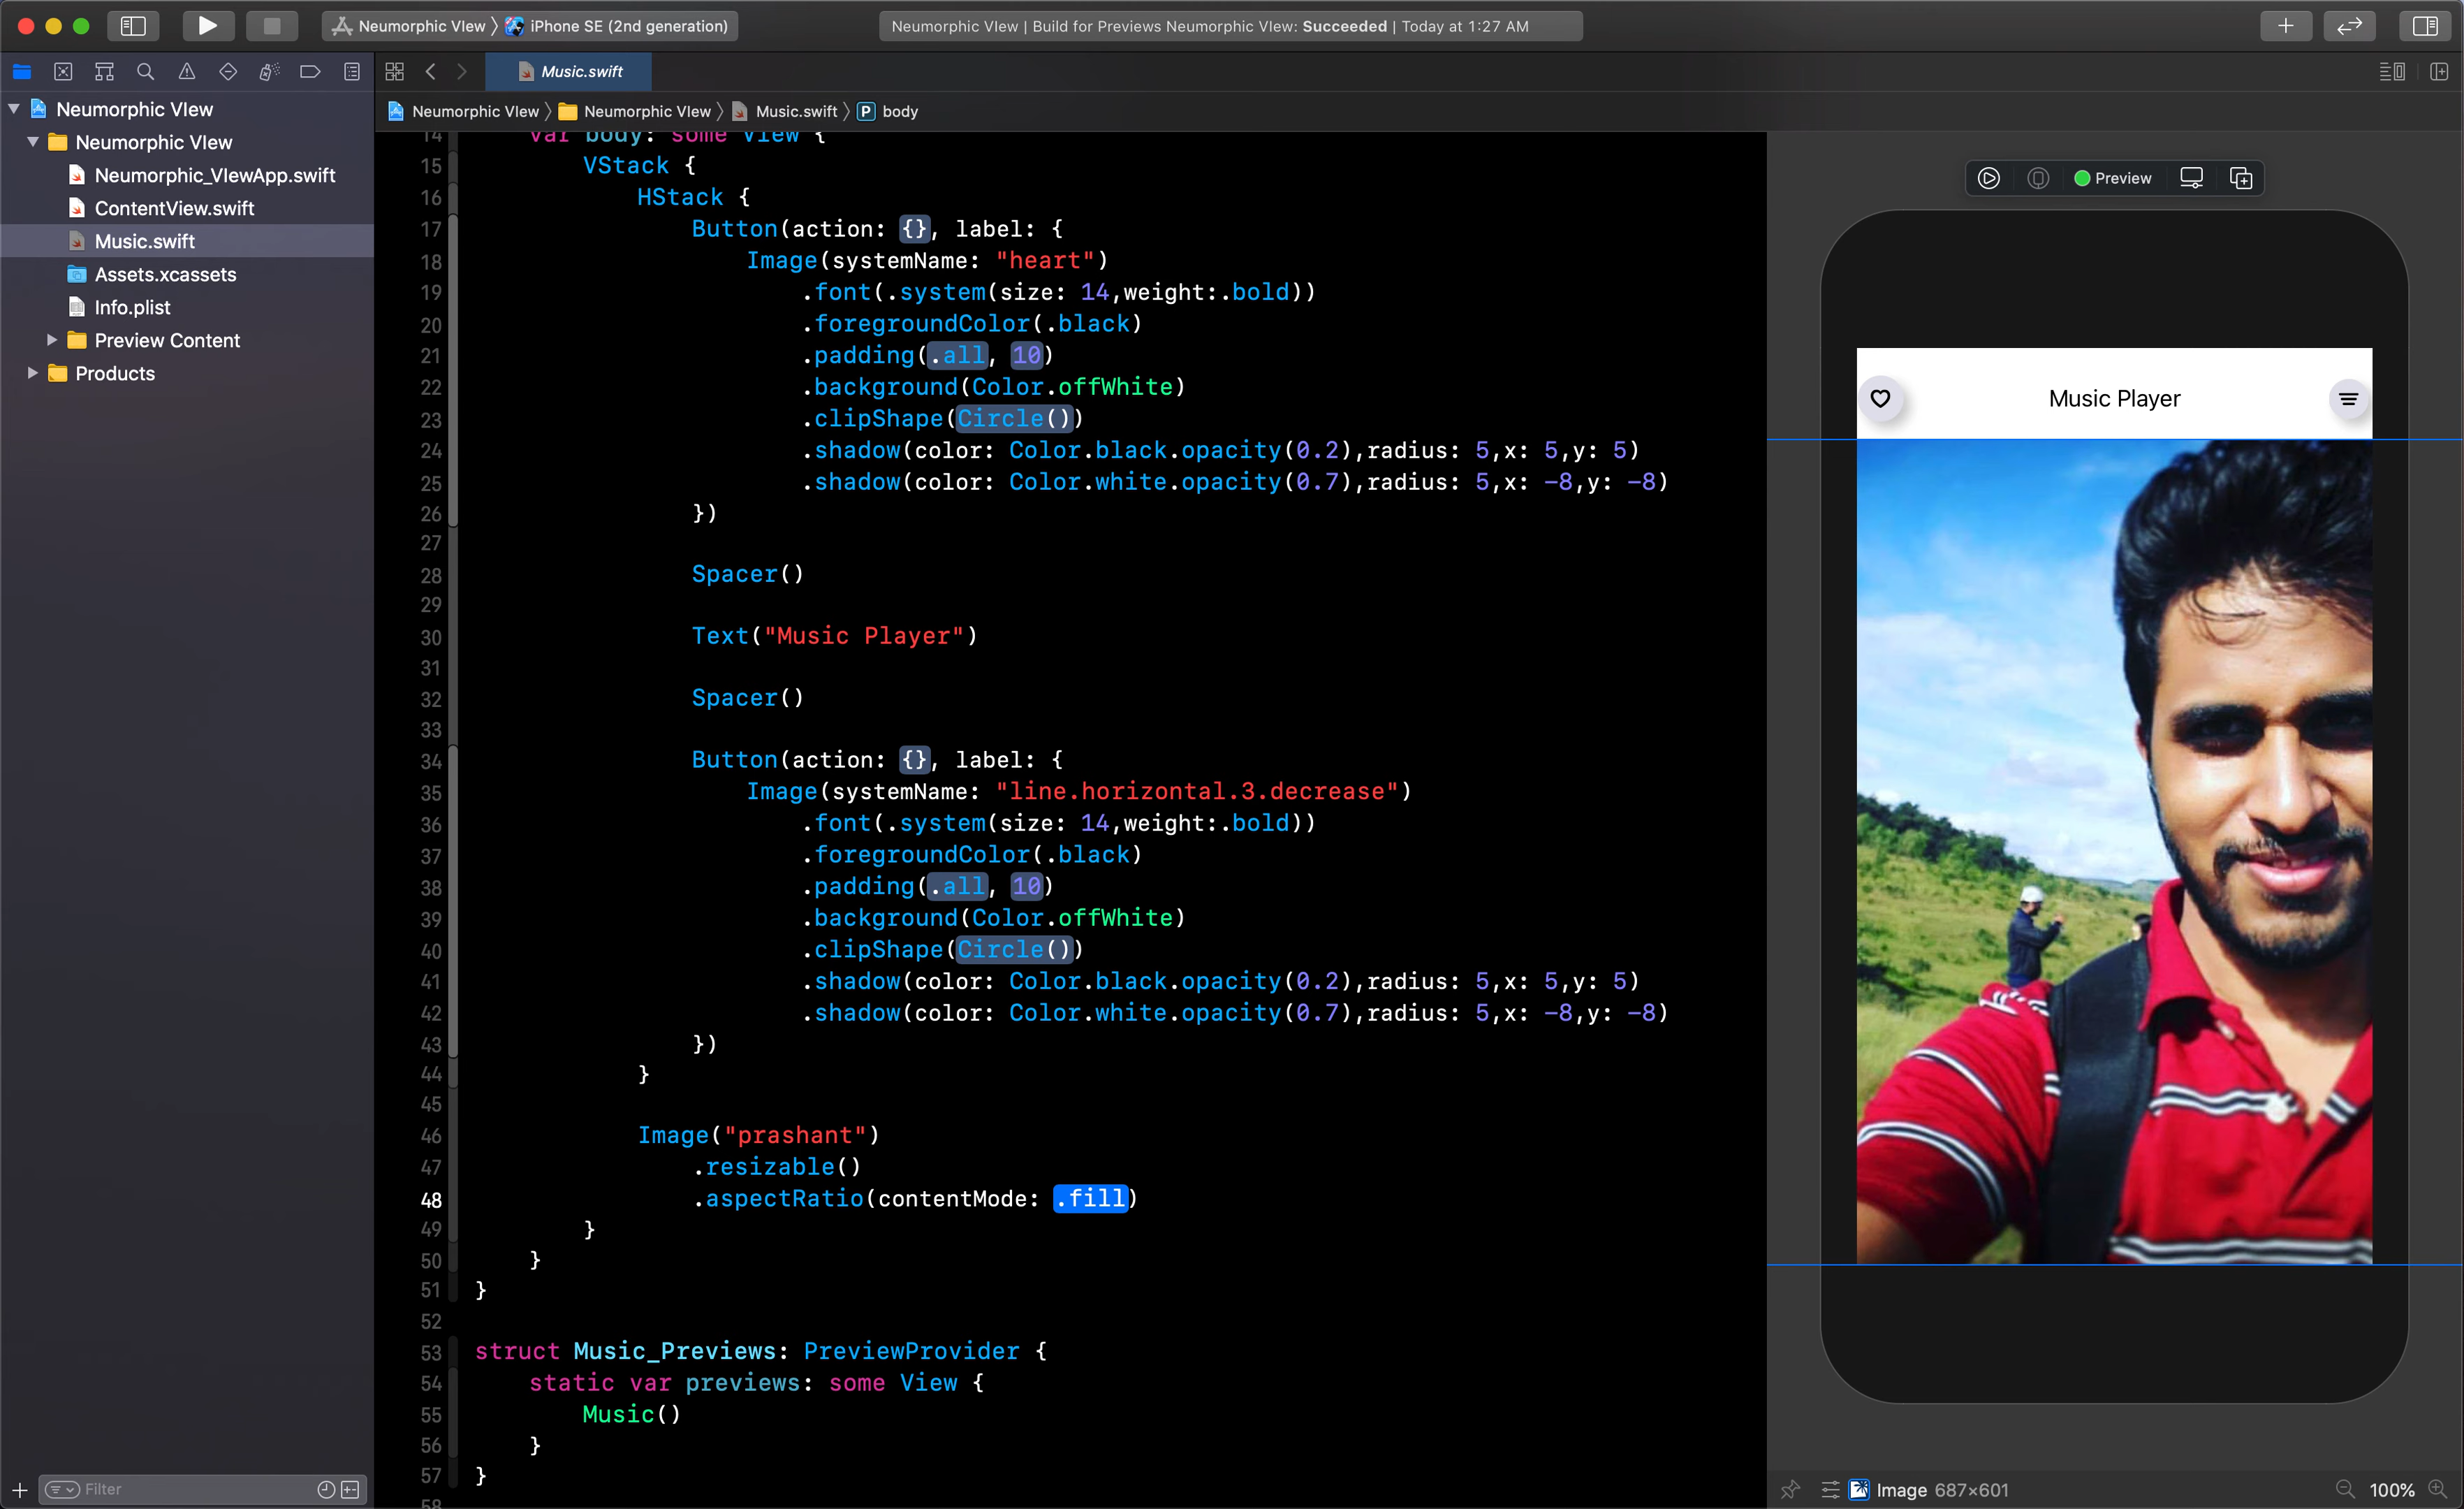 Neumorphic VIew 〉 iPhone SE (2nd generation)
Neumorphic VIew | Build for Previews Neumorphic VIew: Succeeded | Today at 1:27 AM
Music.swift
Neumorphic VIew 〉 Neumorphic VIew 〉 Music.swift 〉 P body
Neumorphic VIew
Neumorphic VIew
Neumorphic_VIewApp.swift
ContentView.swift
Music.swift
Assets.xcassets
Info.plist
Preview Content
Products
Filter
14 var body: some View {
15 VStack {
16 HStack {
17 Button(action: {}, label: {
18 Image(systemName: "heart")
19 .font(.system(size: 14,weight:.bold))
20 .foregroundColor(.black)
21 .padding(.all, 10)
22 .background(Color.offWhite)
23 .clipShape(Circle())
24 .shadow(color: Color.black.opacity(0.2),radius: 5,x: 5,y: 5)
25 .shadow(color: Color.white.opacity(0.7),radius: 5,x: -8,y: -8)
26 })
27
28 Spacer()
29
30 Text("Music Player")
31
32 Spacer()
33
34 Button(action: {}, label: {
35 Image(systemName: "line.horizontal.3.decrease")
36 .font(.system(size: 14,weight:.bold))
37 .foregroundColor(.black)
38 .padding(.all, 10)
39 .background(Color.offWhite)
40 .clipShape(Circle())
41 .shadow(color: Color.black.opacity(0.2),radius: 5,x: 5,y: 5)
42 .shadow(color: Color.white.opacity(0.7),radius: 5,x: -8,y: -8)
43 })
44 }
45
46 Image("prashant")
47 .resizable()
48 .aspectRatio(contentMode: .fill)
49 }
50 }
51 }
52
53 struct Music_Previews: PreviewProvider {
54 static var previews: some View {
55 Music()
56 }
57 }
58
Preview
Music Player
Image 687×601
100%